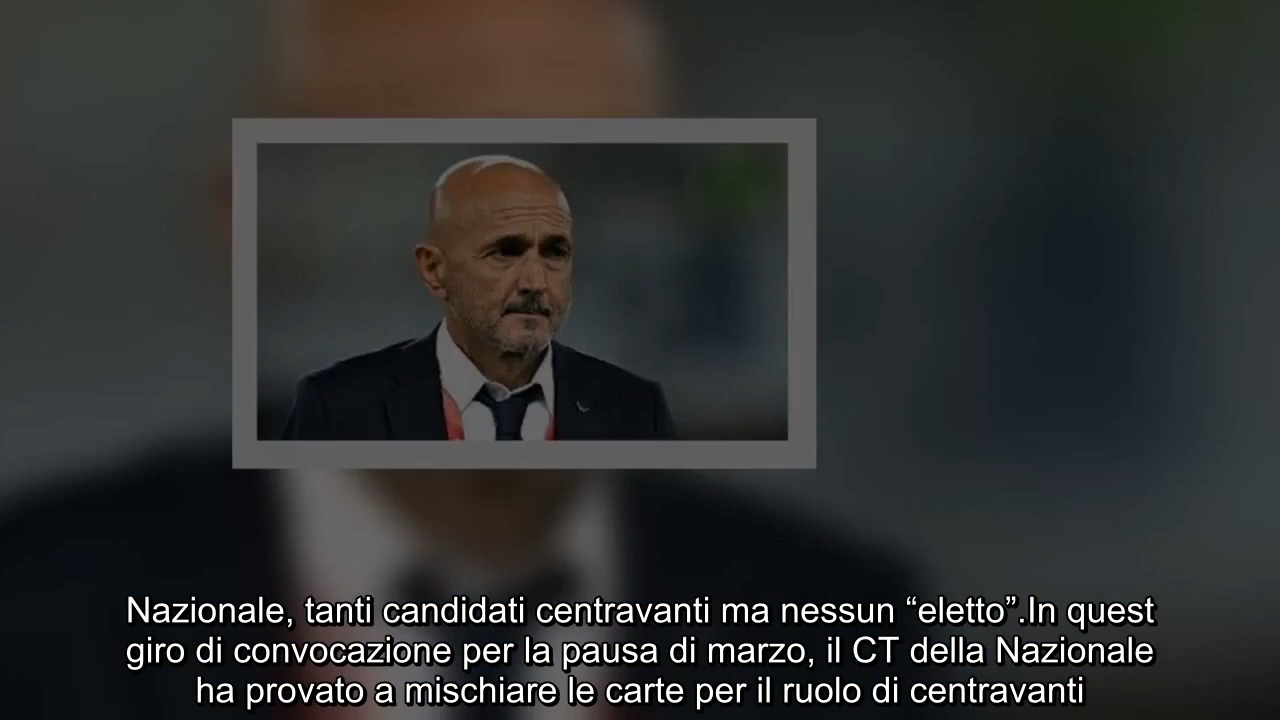 Nazionale, tanti candidati centravanti ma nessun “eletto”.In quest
giro di convocazione per la pausa di marzo, il CT della Nazionale
ha provato a mischiare le carte per il ruolo di centravanti